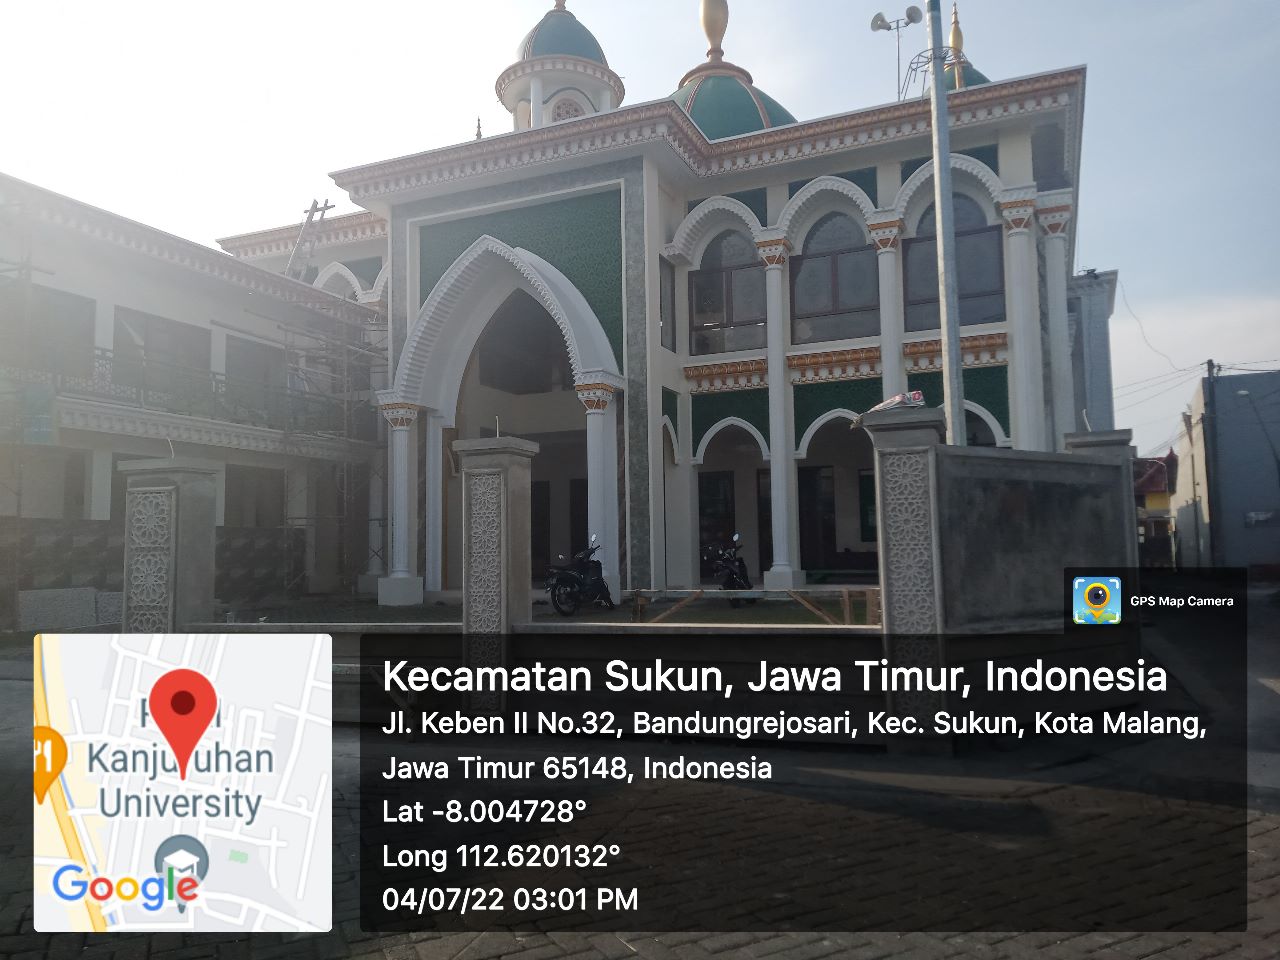 GPS Map Camera
Kecamatan Sukun, Jawa Timur, Indonesia
Jl. Keben II No.32, Bandungrejosari, Kec. Sukun, Kota Malang,
Jawa Timur 65148, Indonesia
Lat -8.004728°
Long 112.620132°
04/07/22 03:01 PM
University
Google